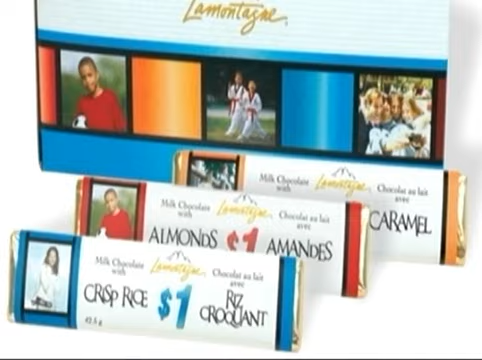 Lamontagne
Milk Chocolate with
Lamontagne
Chocolat au lait avec
CARAMEL
Milk Chocolate with
Lamontagne
Chocolat au lait avec
ALMONDS $1 AMANDES
Milk Chocolate with
Lamontagne
Chocolat au lait avec
CRISP RICE $1 RIZ CROQUANT
42.5 g